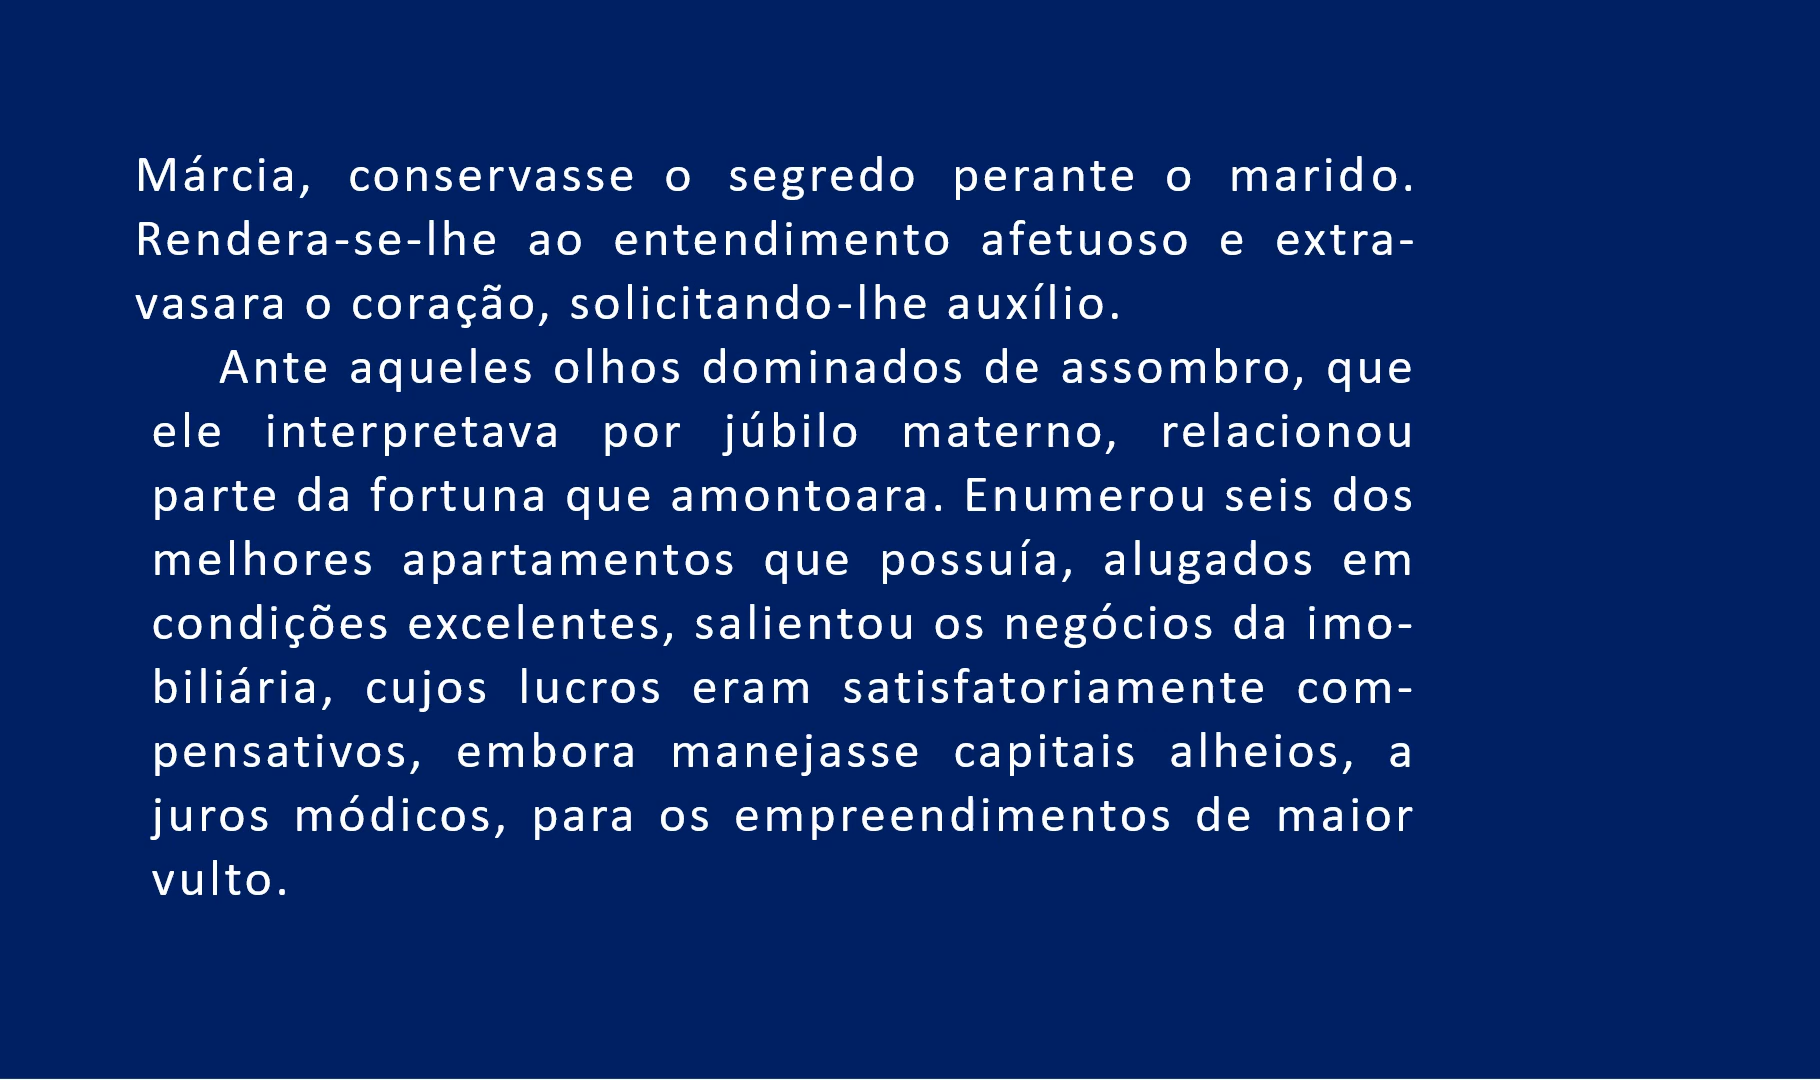 Márcia, conservasse o segredo perante o marido.
Rendera-se-lhe ao entendimento afetuoso e extra-
vasara o coração, solicitando-lhe auxílio.
Ante aqueles olhos dominados de assombro, que
ele interpretava por júbilo materno, relacionou
parte da fortuna que amontoara. Enumerou seis dos
melhores apartamentos que possuía, alugados em
condições excelentes, salientou os negócios da imo-
biliária, cujos lucros eram satisfatoriamente com-
pensativos, embora manejasse capitais alheios, a
juros módicos, para os empreendimentos de maior
vulto.